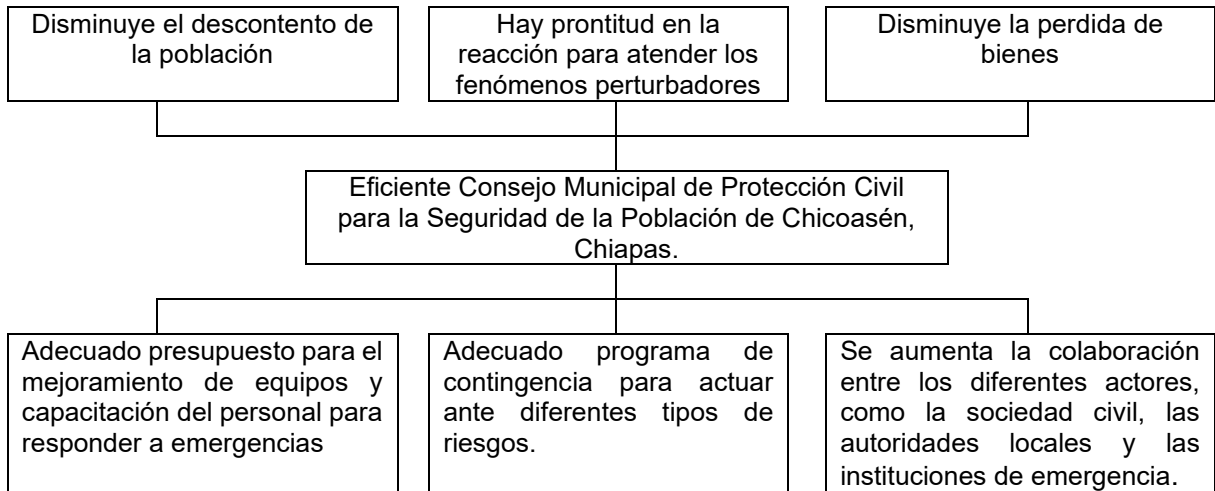 Disminuye el descontento de
la población
Hay prontitud en la
reacción para atender los
fenómenos perturbadores
Disminuye la perdida de
bienes
Eficiente Consejo Municipal de Protección Civil
para la Seguridad de la Población de Chicoasén,
Chiapas.
Adecuado presupuesto para el
mejoramiento de equipos y
capacitación del personal para
responder a emergencias
Adecuado programa de
contingencia para actuar
ante diferentes tipos de
riesgos.
Se aumenta la colaboración
entre los diferentes actores,
como la sociedad civil, las
autoridades locales y las
instituciones de emergencia.